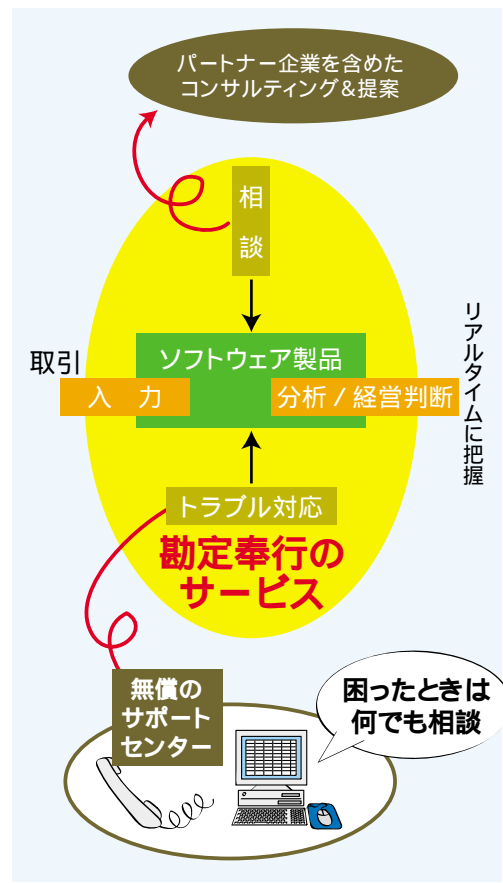 パートナー企業を含めた
コンサルティング&提案
相
談
リアルタイムに把握
取引
ソフトウェア製品
入 力
分析 / 経営判断
トラブル対応
勘定奉行の
サービス
無償の
サポート
センター
困ったときは
何でも相談